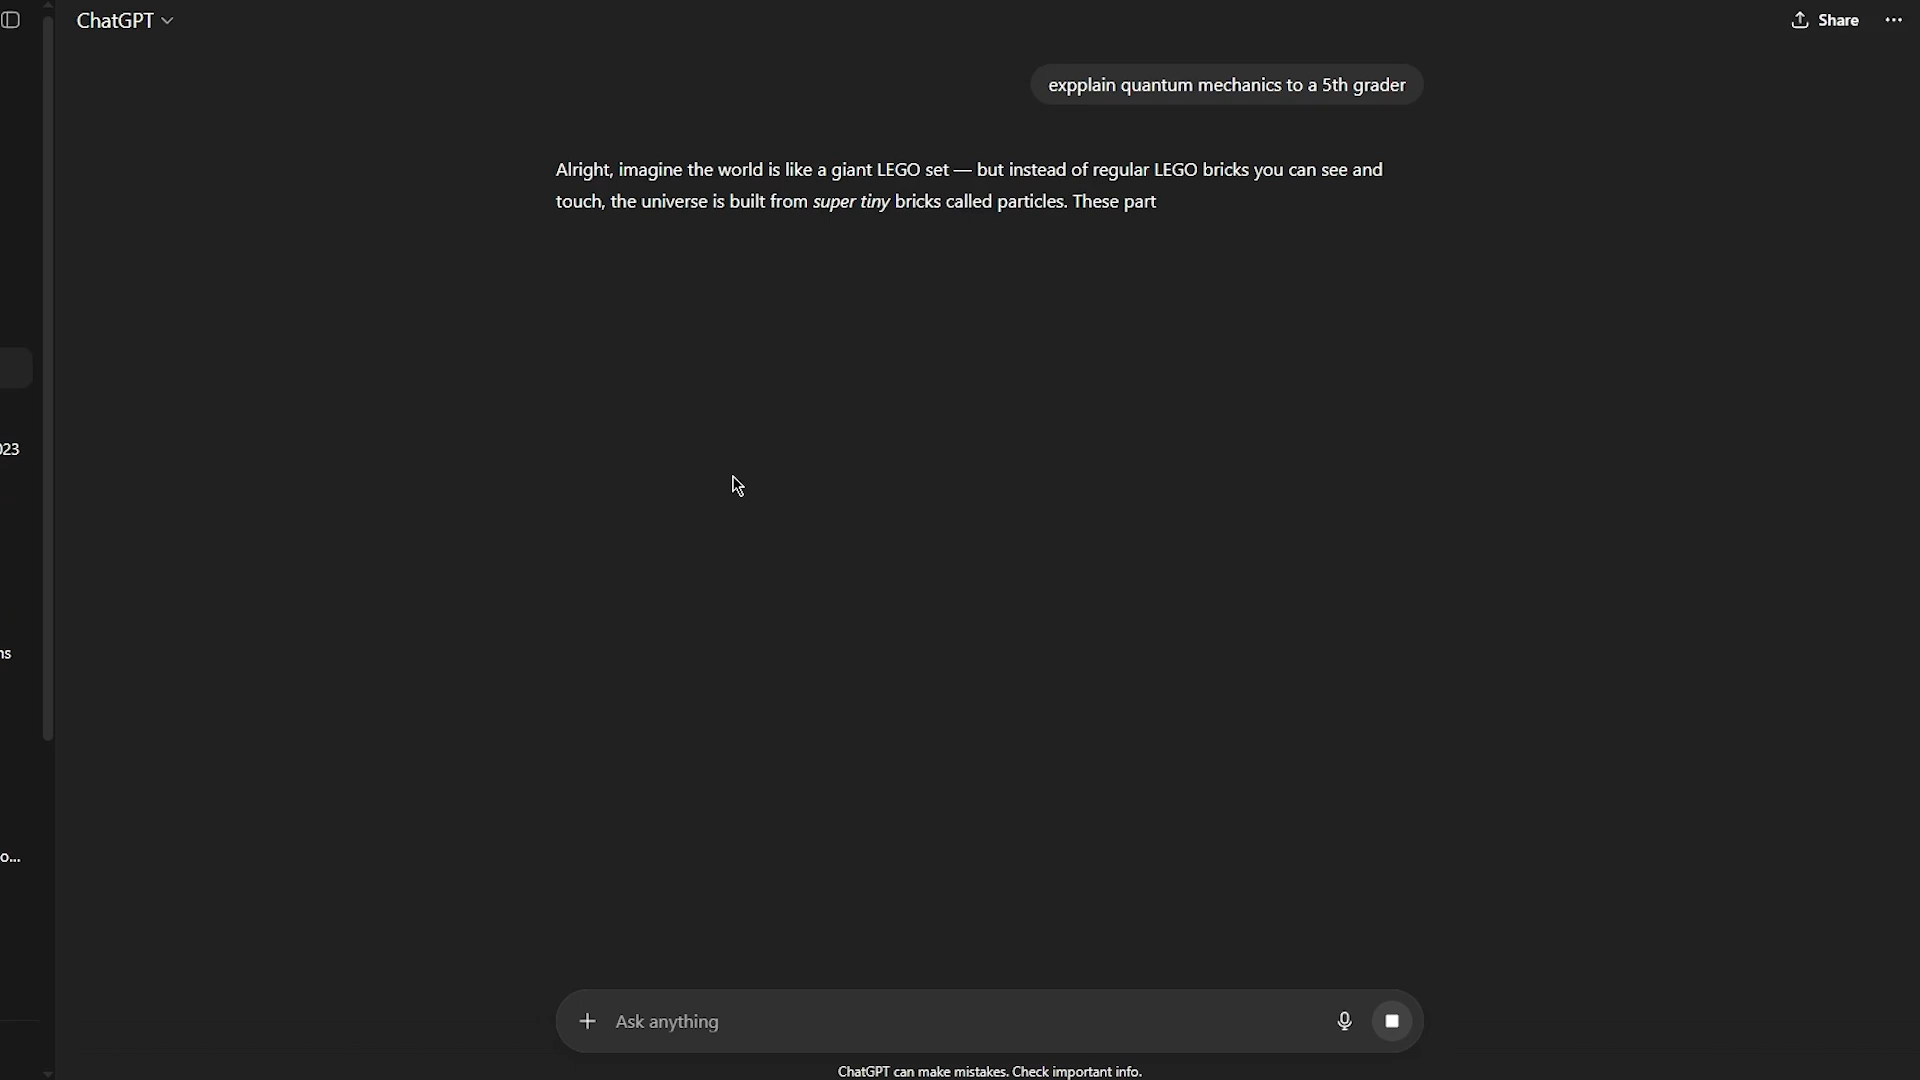 ChatGPT
Share
expplain quantum mechanics to a 5th grader
Alright, imagine the world is like a giant LEGO set — but instead of regular LEGO bricks you can see and
touch, the universe is built from super tiny bricks called particles. These part
023
ns
o...
Ask anything
ChatGPT can make mistakes. Check important info.